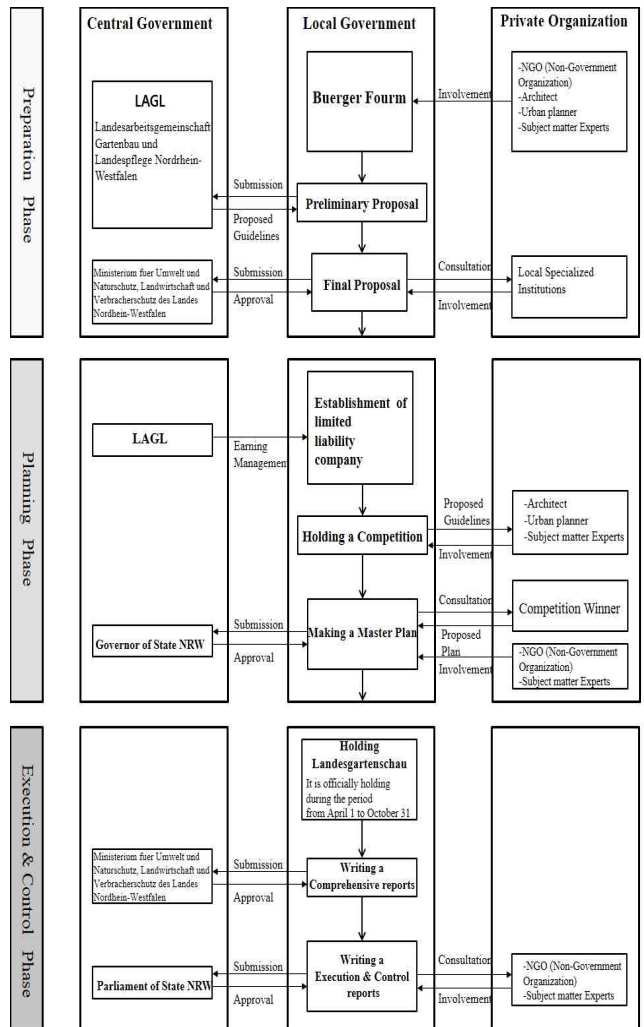 Central Government
Local Government
Private Organization
Preparation Phase
LAGL
Landesarbeitsgemeinschaft
Gartenbau und
Landespflege Nordrhein-
Westfalen
Buerger Fourm
Involvement
-NGO (Non-Government
Organization)
-Architect
-Urban planner
-Subject matter Experts
Submission
Proposed
Guidelines
Preliminary Proposal
Ministerium fuer Umwelt und
Naturschutz, Landwirtschaft und
Verbracherschutz des Landes
Nordhein-Westfalen
Submission
Approval
Final Proposal
Consultation
Involvement
Local Specialized
Institutions
Planning Phase
LAGL
Earning
Management
Establishment of
limited
liability
company
Holding a Competition
Proposed
Guidelines
Involvement
-Architect
-Urban planner
-Subject matter Experts
Governor of State NRW
Submission
Approval
Making a Master Plan
Consultation
Proposed
Plan
Involvement
Competition Winner
-NGO (Non-Government
Organization)
-Subject matter Experts
Execution & Control Phase
Holding
Landesgartenschau
It is officially holding
during the period
from April 1 to October 31
Ministerium fuer Umwelt und
Naturschutz, Landwirtschaft und
Verbracherschutz des Landes
Nordhein-Westfalen
Submission
Approval
Writing a
Comprehensive reports
Parliament of State NRW
Submission
Approval
Writing a
Execution & Control
reports
Consultation
Involvement
-NGO (Non-Government
Organization)
-Subject matter Experts